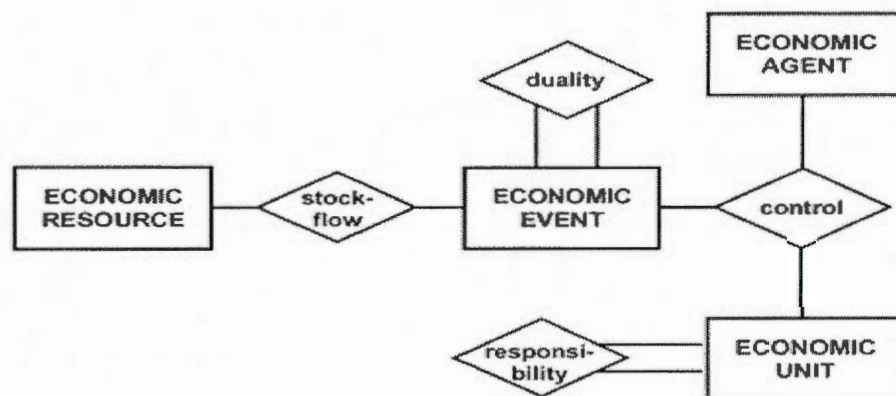 ECONOMIC
AGENT
duality
ECONOMIC
RESOURCE
stock-
flow
ECONOMIC
EVENT
control
responsi-
bility
ECONOMIC
UNIT